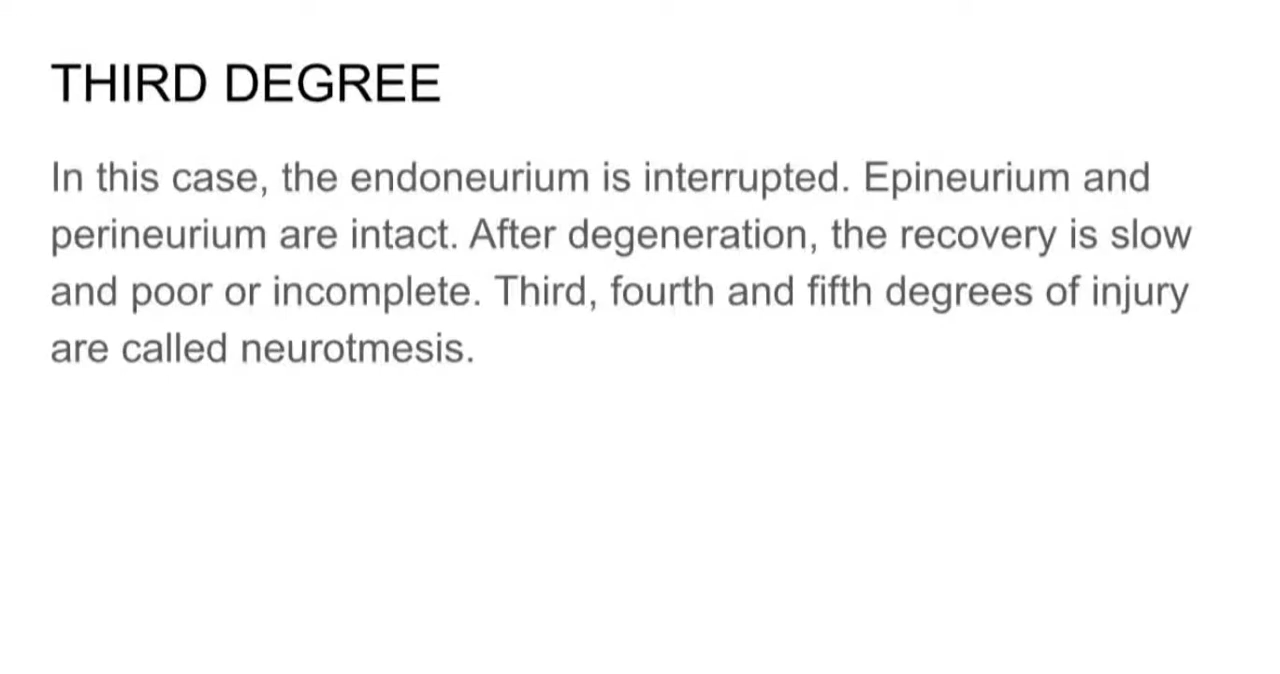 THIRD DEGREE
In this case, the endoneurium is interrupted. Epineurium and
perineurium are intact. After degeneration, the recovery is slow
and poor or incomplete. Third, fourth and fifth degrees of injury
are called neurotmesis.